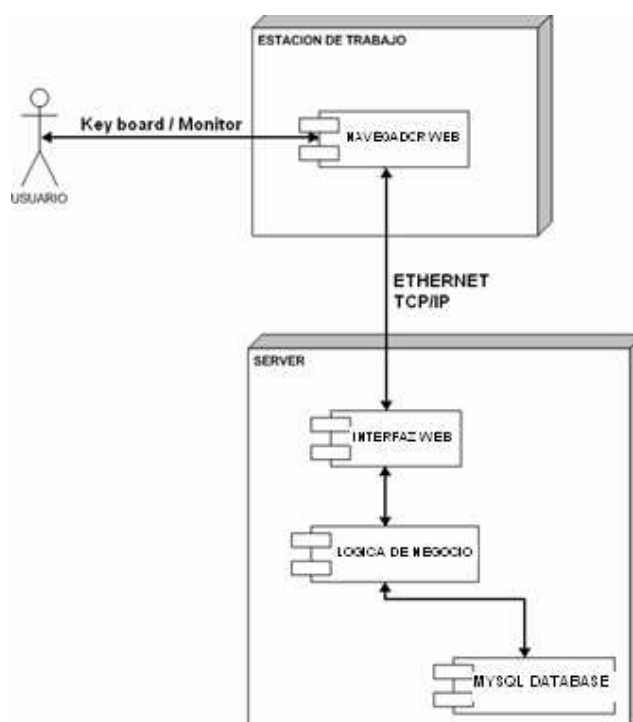 ESTACION DE TRABAJO
Key board / Monitor
NAVEGADOR WEB
USUARIO
ETHERNET
TCP/IP
SERVER
INTERFAZ WEB
LOGICA DE NEGOCIO
MYSQL DATABASE